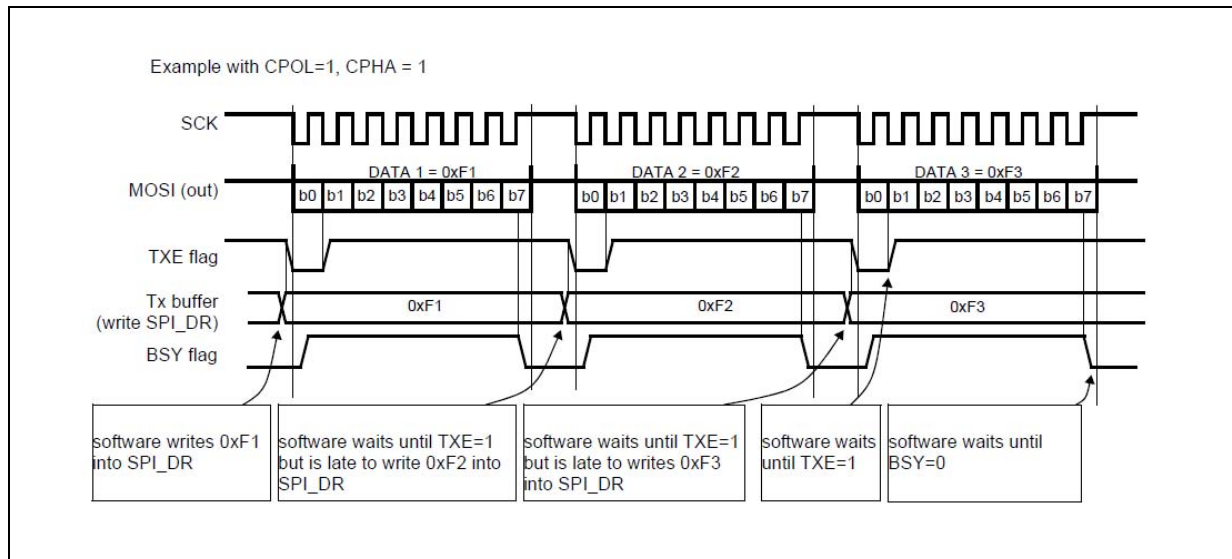 Example with CPOL=1, CPHA = 1
SCK
DATA 1 = 0xF1
DATA 2 = 0xF2
DATA 3 = 0xF3
MOSI (out)
b0 b1 b2 b3 b4 b5 b6 b7
b0 b1 b2 b3 b4 b5 b6 b7
b0 b1 b2 b3 b4 b5 b6 b7
TXE flag
Tx buffer
(write SPI_DR)
0xF1
0xF2
0xF3
BSY flag
software writes 0xF1
into SPI_DR
software waits until TXE=1
but is late to write 0xF2 into
SPI_DR
software waits until TXE=1
but is late to writes 0xF3
into SPI_DR
software waits
until TXE=1
software waits until
BSY=0